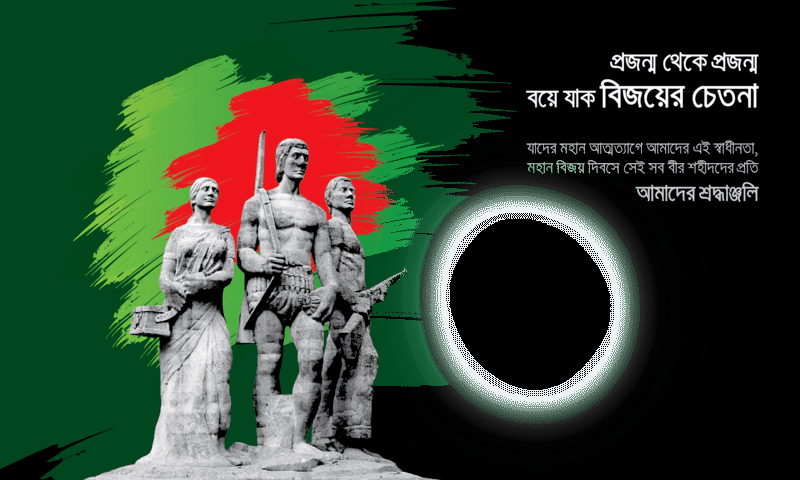 প্রজন্ম থেকে প্রজন্ম
বয়ে যাক বিজয়ের চেতনা
যাদের মহান আত্মত্যাগে আমাদের এই স্বাধীনতা,
মহান বিজয় দিবসে সেই সব বীর শহীদদের প্রতি
আমাদের শ্রদ্ধাঞ্জলি